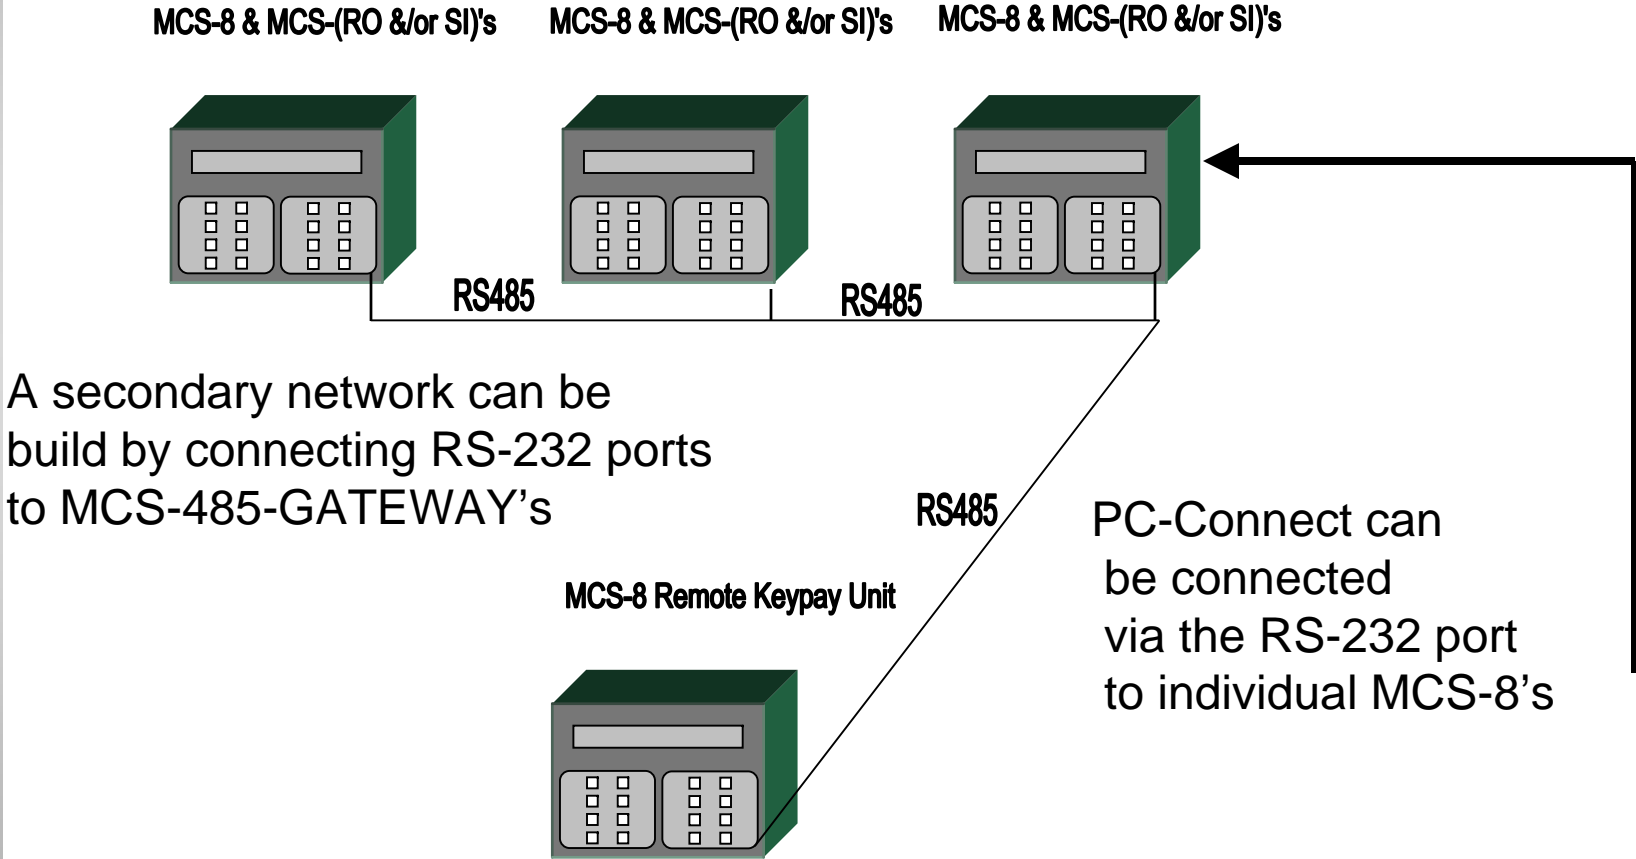 MCS-8 & MCS-(RO &/or SI)'s
MCS-8 & MCS-(RO &/or SI)'s
MCS-8 & MCS-(RO &/or SI)'s
RS485
RS485
A secondary network can be
build by connecting RS-232 ports
to MCS-485-GATEWAY’s
RS485
PC-Connect can
be connected
via the RS-232 port
to individual MCS-8’s
MCS-8 Remote Keypay Unit